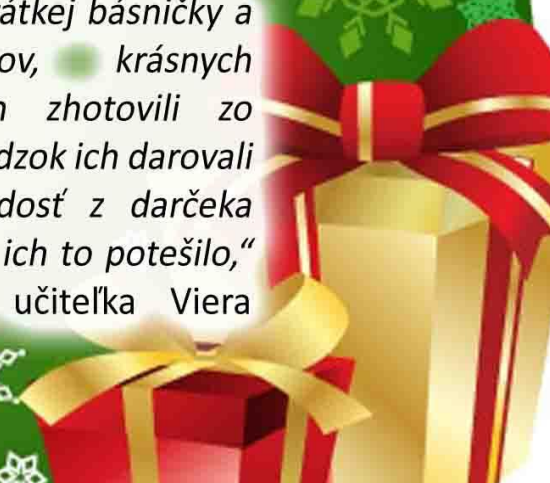 átkej básničky a
ov, krásnych
zhotovili zo
dzok ich darovali
dosť z darčeka
ich to potešilo,“
učiteľka Viera